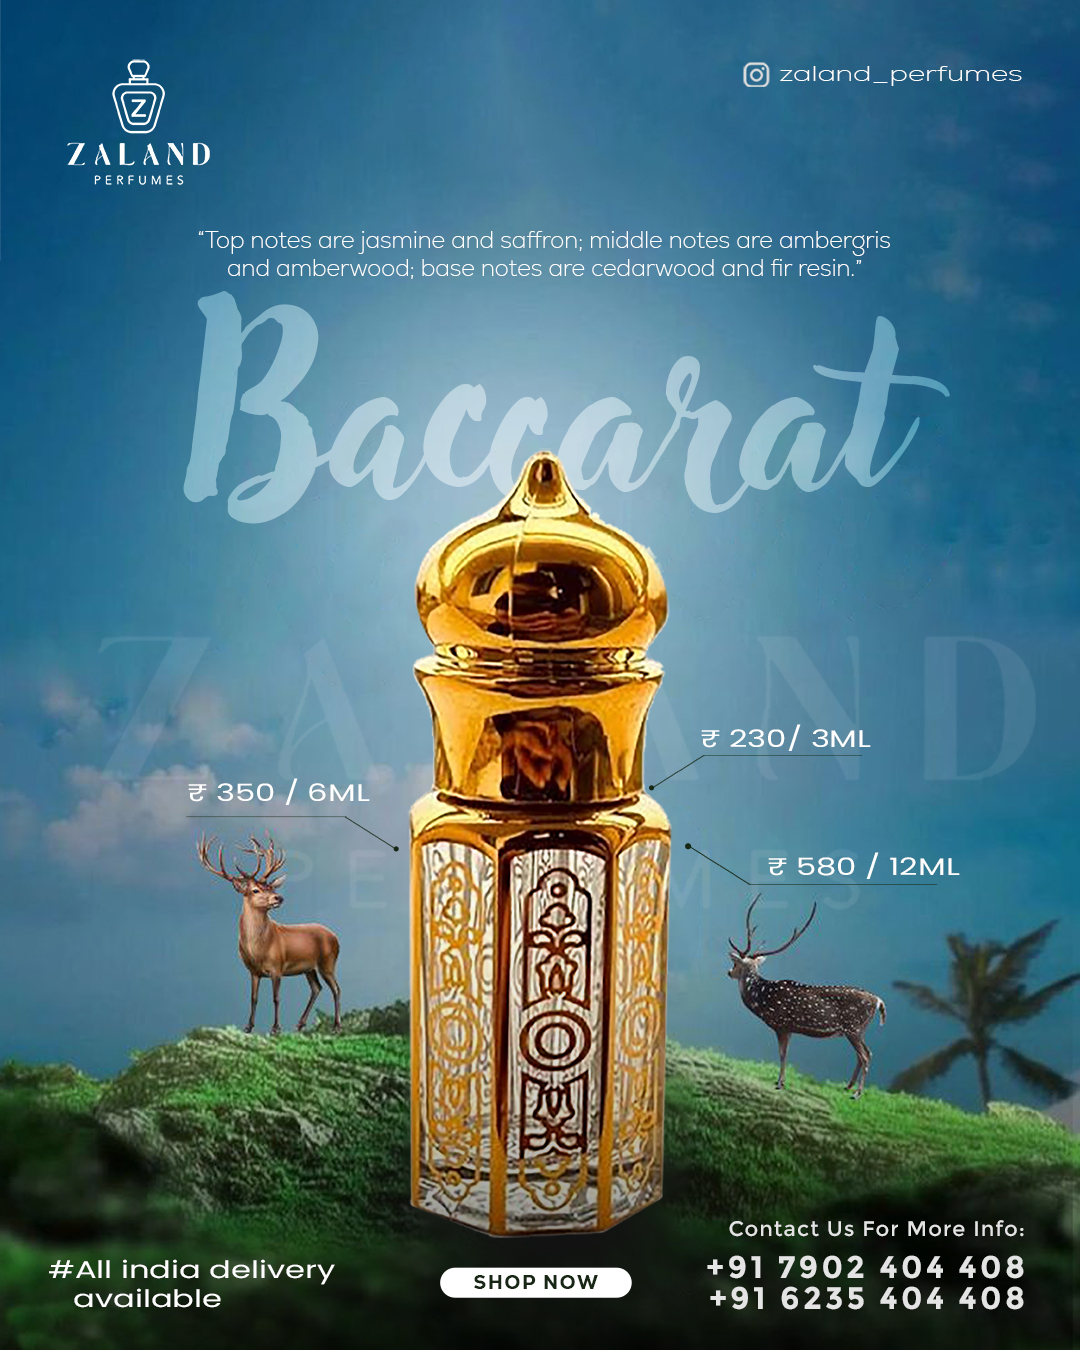 Z
ZALAND
PERFUMES
zaland_perfumes
“Top notes are jasmine and saffron; middle notes are ambergris
and amberwood; base notes are cedarwood and fir resin.”
Baccarat
ZALAND
PERFUMES
₹ 230/ 3ML
₹ 350 / 6ML
₹ 580 / 12ML
Contact Us For More Info:
+91 7902 404 408
+91 6235 404 408
#All india delivery
available
SHOP NOW